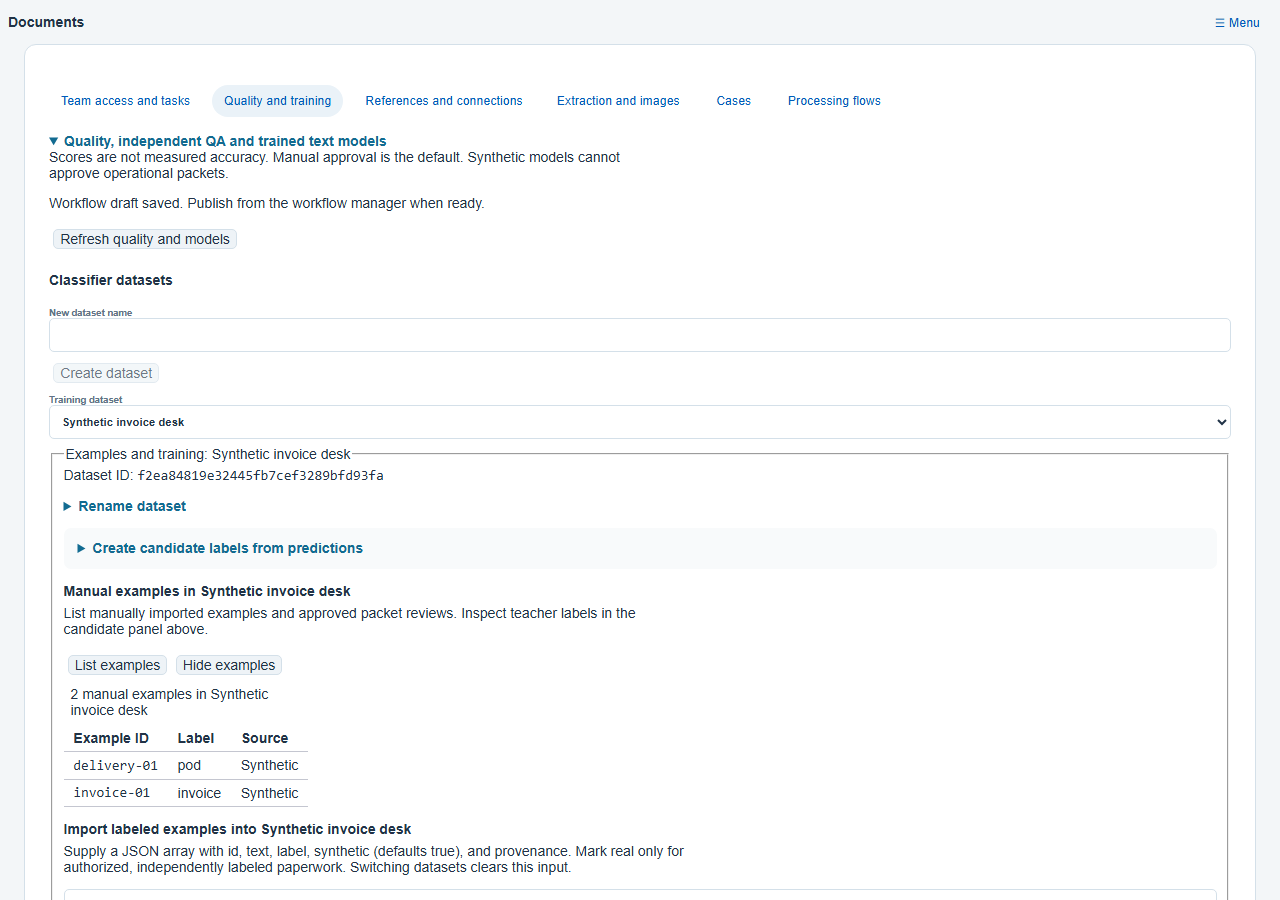 Documents
☰ Menu
Team access and tasks
Quality and training
References and connections
Extraction and images
Cases
Processing flows
▼ Quality, independent QA and trained text models
Scores are not measured accuracy. Manual approval is the default. Synthetic models cannot
approve operational packets.
Workflow draft saved. Publish from the workflow manager when ready.
Refresh quality and models
Classifier datasets
New dataset name
Create dataset
Training dataset
Synthetic invoice desk
Examples and training: Synthetic invoice desk
Dataset ID: f2ea84819e32445fb7cef3289bfd93fa
▶ Rename dataset
▶ Create candidate labels from predictions
Manual examples in Synthetic invoice desk
List manually imported examples and approved packet reviews. Inspect teacher labels in the
candidate panel above.
List examples
Hide examples
2 manual examples in Synthetic
invoice desk
Example ID Label Source
delivery-01 pod Synthetic
invoice-01 invoice Synthetic
Import labeled examples into Synthetic invoice desk
Supply a JSON array with id, text, label, synthetic (defaults true), and provenance. Mark real only for
authorized, independently labeled paperwork. Switching datasets clears this input.